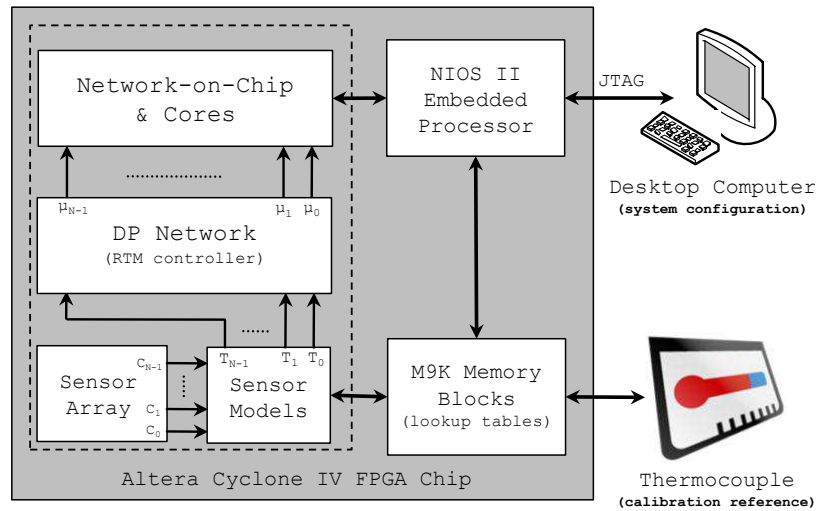 Network-on-Chip
& Cores
NIOS II
Embedded
Processor
JTAG
Desktop Computer
(system configuration)
.....................
μN-1
μ1
μ0
DP Network
(RTM controller)
......
TN-1
T1
T0
Sensor
Models
CN-1
......
C1
C0
Sensor
Array
M9K Memory
Blocks
(lookup tables)
Thermocouple
(calibration reference)
Altera Cyclone IV FPGA Chip